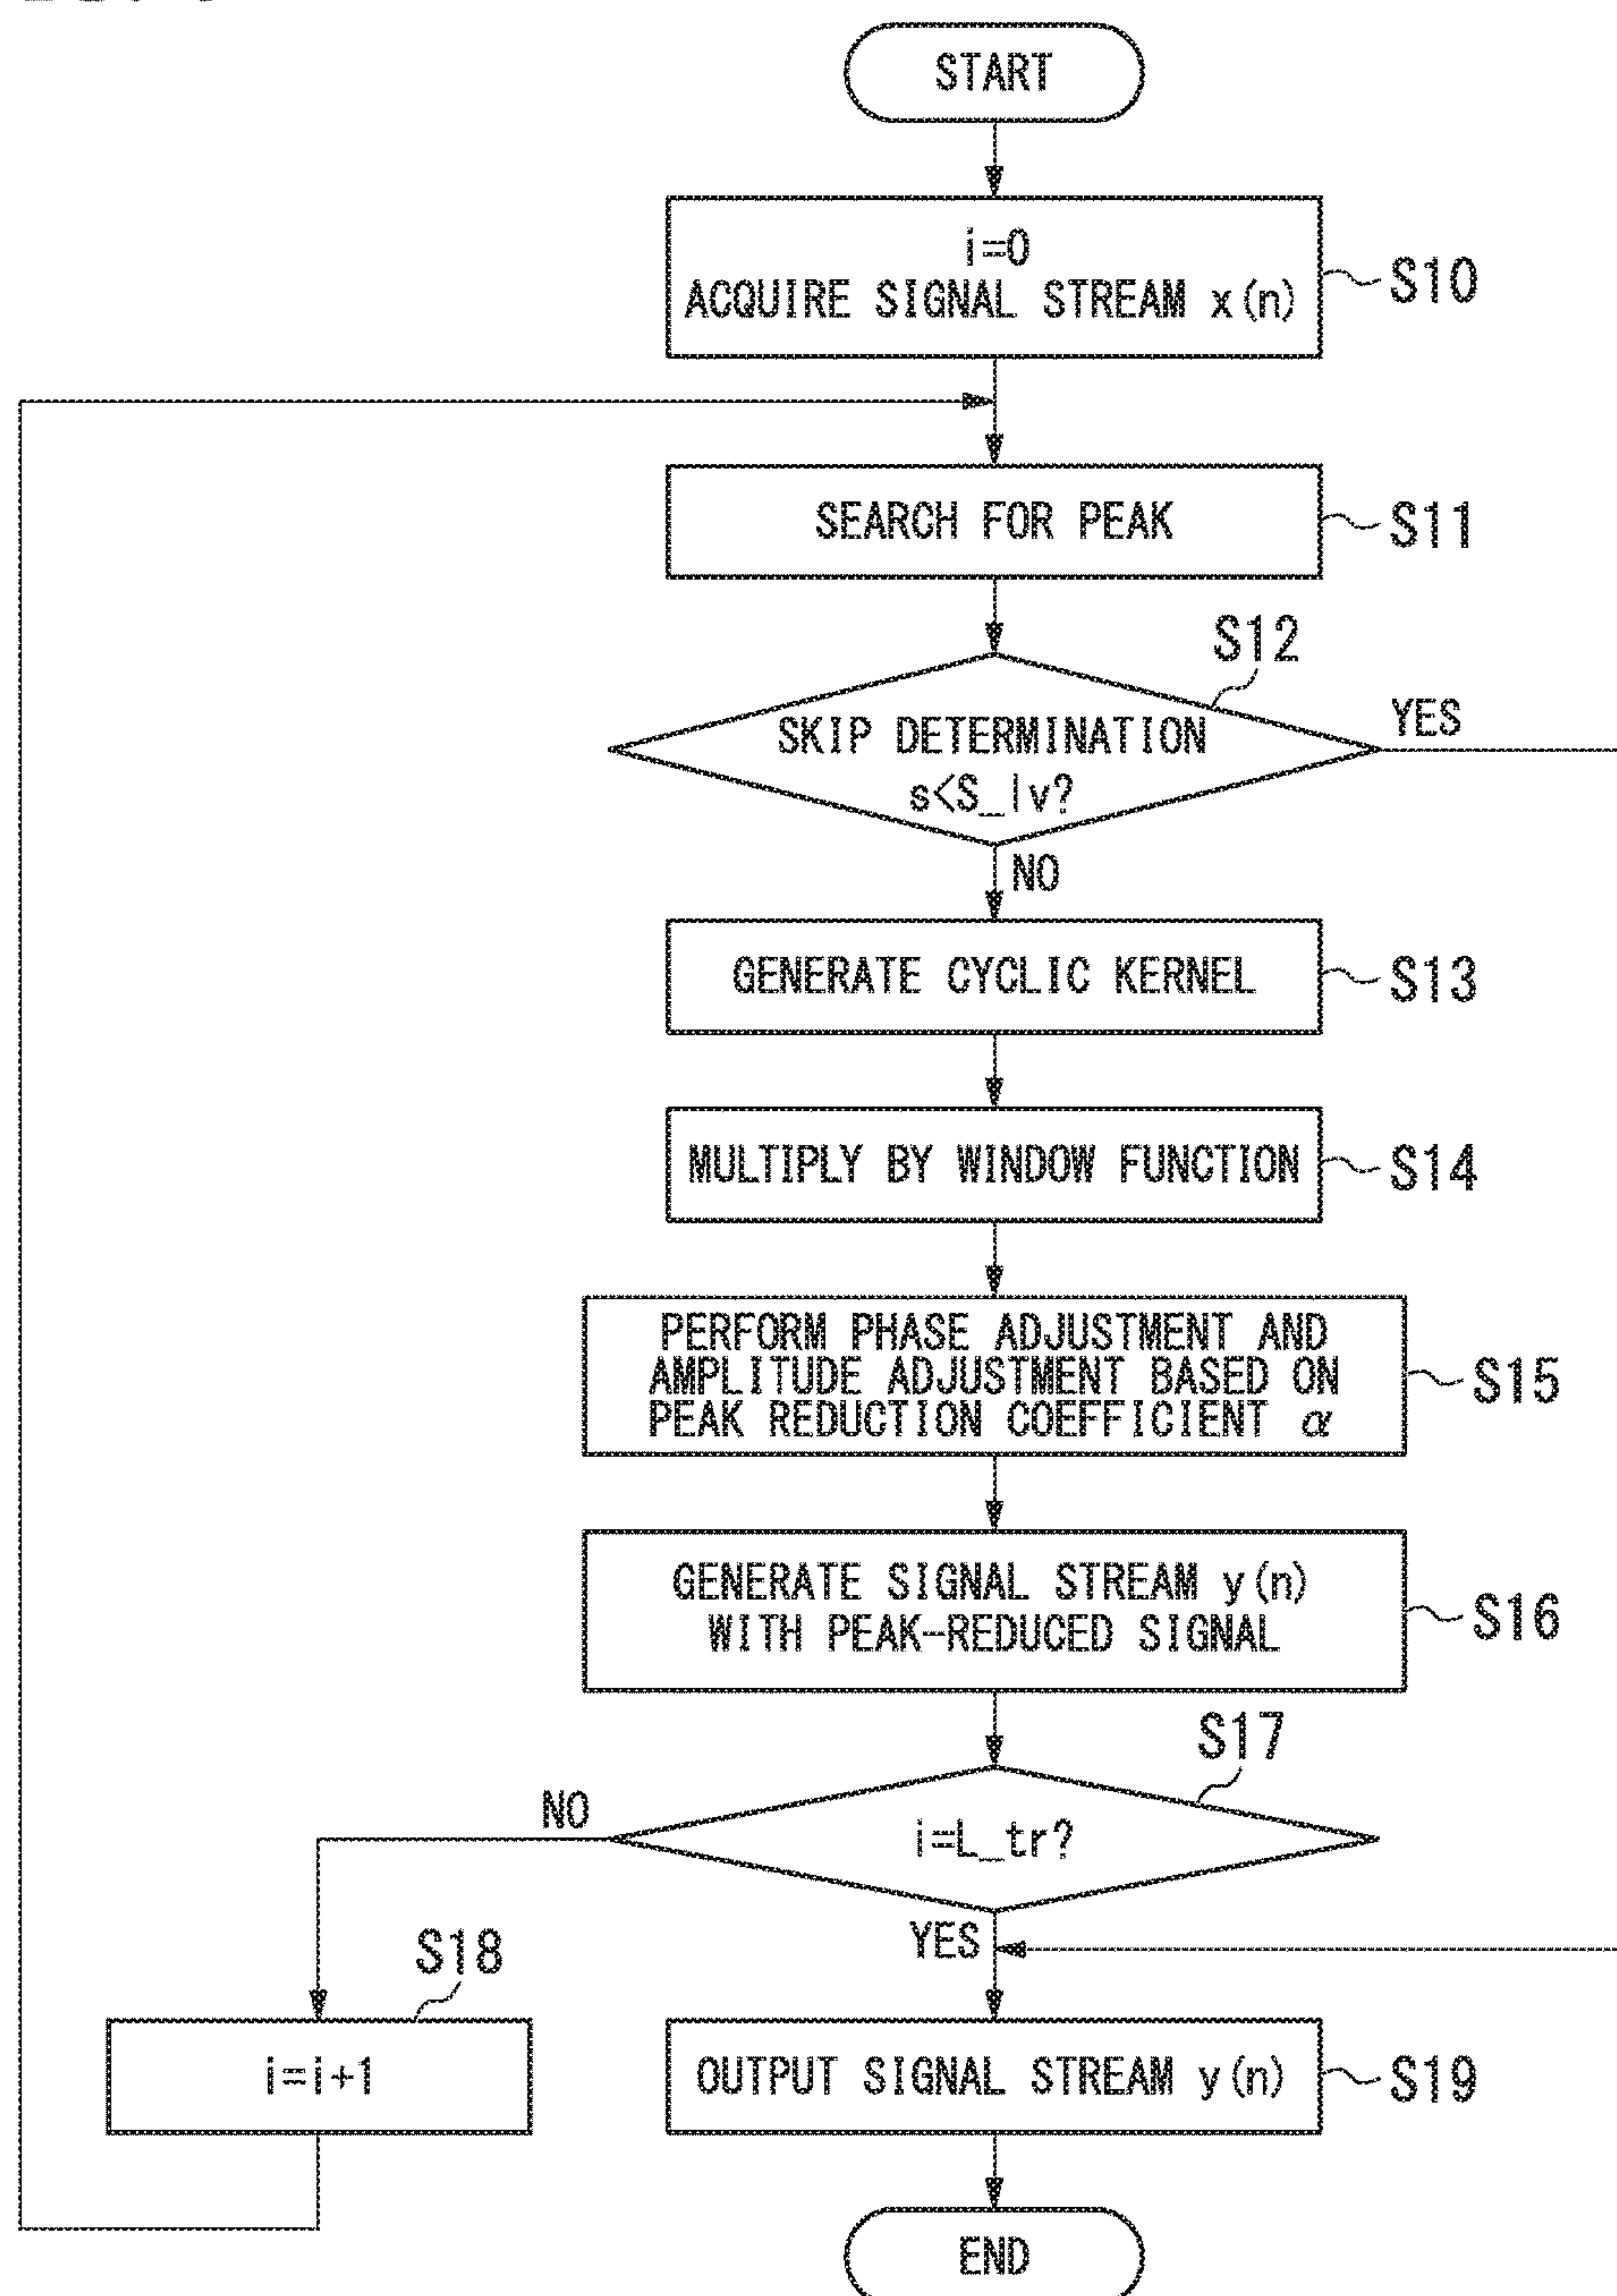 START
i=0
ACQUIRE SIGNAL STREAM x(n)
S10
SEARCH FOR PEAK
S11
S12
SKIP DETERMINATION
s<S_lv?
YES
NO
GENERATE CYCLIC KERNEL
S13
MULTIPLY BY WINDOW FUNCTION
S14
PERFORM PHASE ADJUSTMENT AND
AMPLITUDE ADJUSTMENT BASED ON
PEAK REDUCTION COEFFICIENT α
S15
GENERATE SIGNAL STREAM y(n)
WITH PEAK-REDUCED SIGNAL
S16
S17
i=L_tr?
NO
YES
S18
i=i+1
OUTPUT SIGNAL STREAM y(n)
S19
END